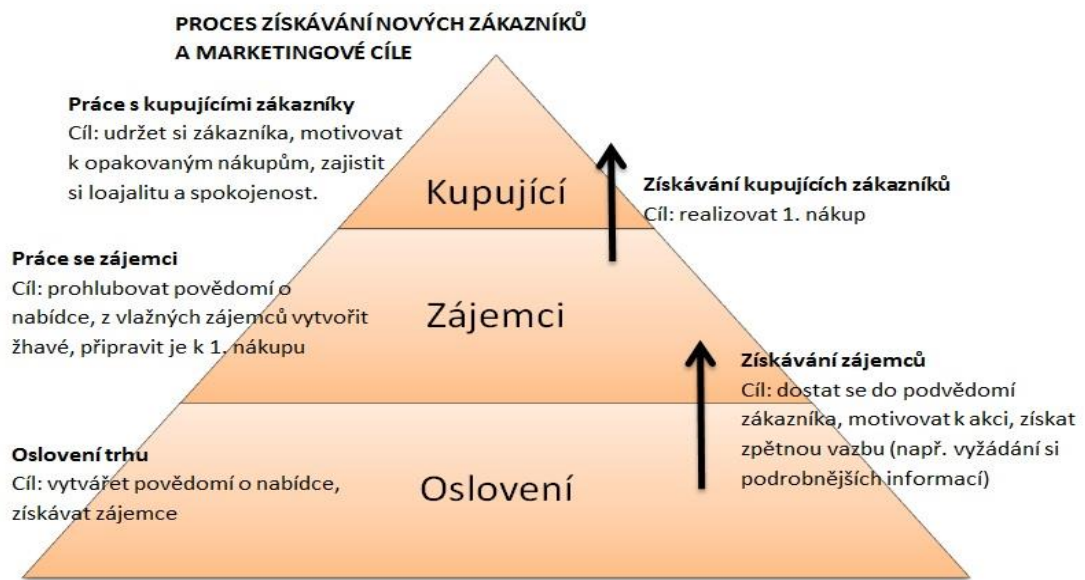 PROCES ZÍSKÁVÁNÍ NOVÝCH ZÁKAZNÍKŮ
A MARKETINGOVÉ CÍLE
Práce s kupujícími zákazníky
Cíl: udržet si zákazníka, motivovat
k opakovaným nákupům, zajistit
si loajalitu a spokojenost.
Kupující
Získávání kupujících zákazníků
Cíl: realizovat 1. nákup
Práce se zájemci
Cíl: prohlubovat povědomí o
nabídce, z vlažných zájemců vytvořit
žhavé, připravit je k 1. nákupu
Zájemci
Získávání zájemců
Cíl: dostat se do podvědomí
zákazníka, motivovat k akci, získat
zpětnou vazbu (např. vyžádání si
podrobnějších informací)
Oslovení trhu
Cíl: vytvářet povědomí o nabídce,
získávat zájemce
Oslovení